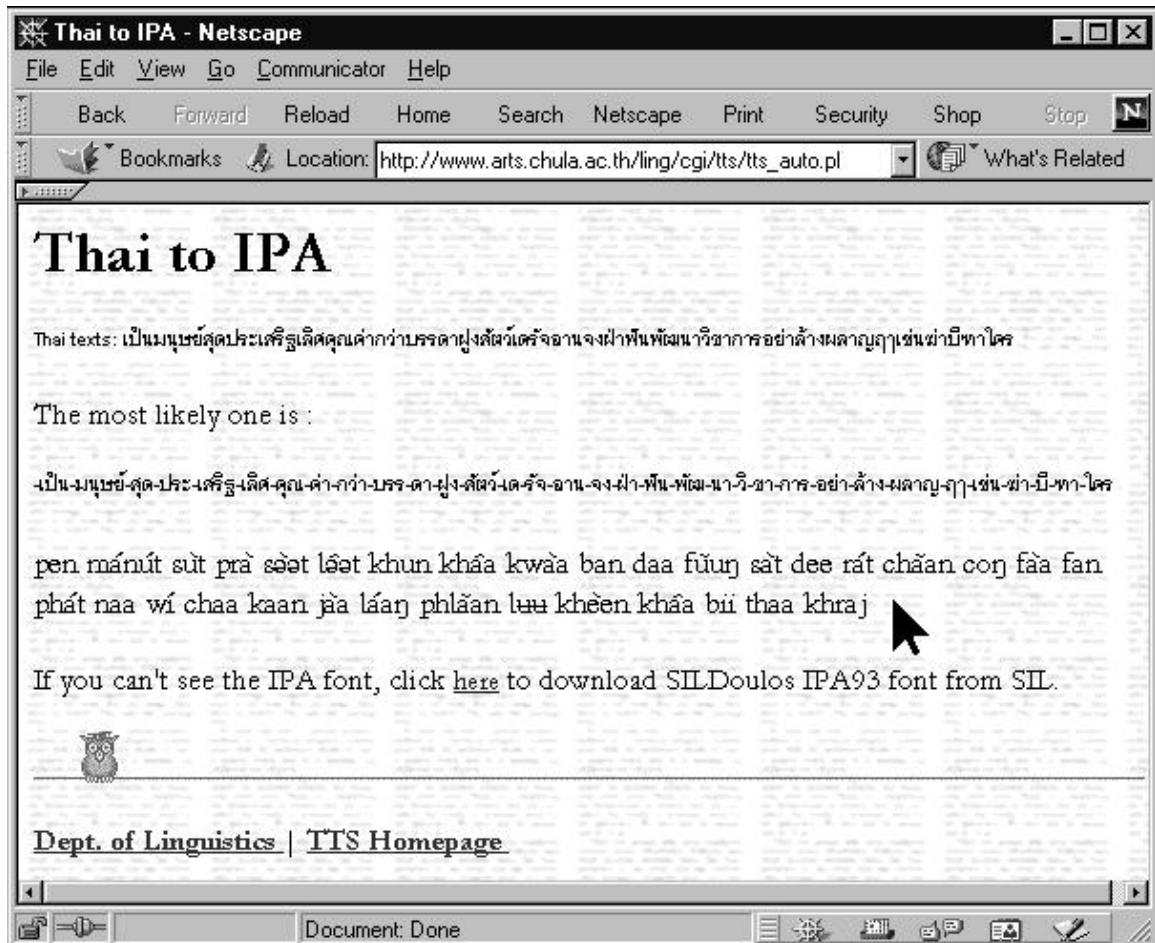 Thai to IPA - Netscape
File Edit View Go Communicator Help
Back Forward Reload Home Search Netscape Print Security Shop Stop N
Bookmarks Location: http://www.arts.chula.ac.th/ling/cgi/tts/tts_auto.pl What's Related
Thai to IPA
Thai texts: เป็นมนุษย์สุดประเสริฐเลิศคุณค่ากว่าบรรดาฝูงสัตว์เดรัจฉานจงฝ่าฟันพัฒนาวิชาการอย่าล้างผลาญฤๅเข่นฆ่าบีฑาใคร
The most likely one is :
-เป็น-มนุษย์-สุด-ประ-เสริฐ-เลิศ-คุณ-ค่า-กว่า-บรร-ดา-ฝูง-สัตว์-เด-รัจ-ฉาน-จง-ฝ่า-ฟัน-พัฒ-นา-วิ-ชา-การ-อย่า-ล้าง-ผลาญ-ฤๅ-เข่น-ฆ่า-บี-ฑา-ใคร
pen mánút sùt prà sə̀ət lə̂ət khun khâa kwàa ban daa fǔuŋ sàt dee rát chǎan coŋ fàa fan
phát naa wí chaa kaan jàa láaŋ phlǎan lʉʉ khèen khâa bii thaa khraj
If you can't see the IPA font, click here to download SILDoulos IPA93 font from SIL.
Dept. of Linguistics | TTS Homepage
Document: Done